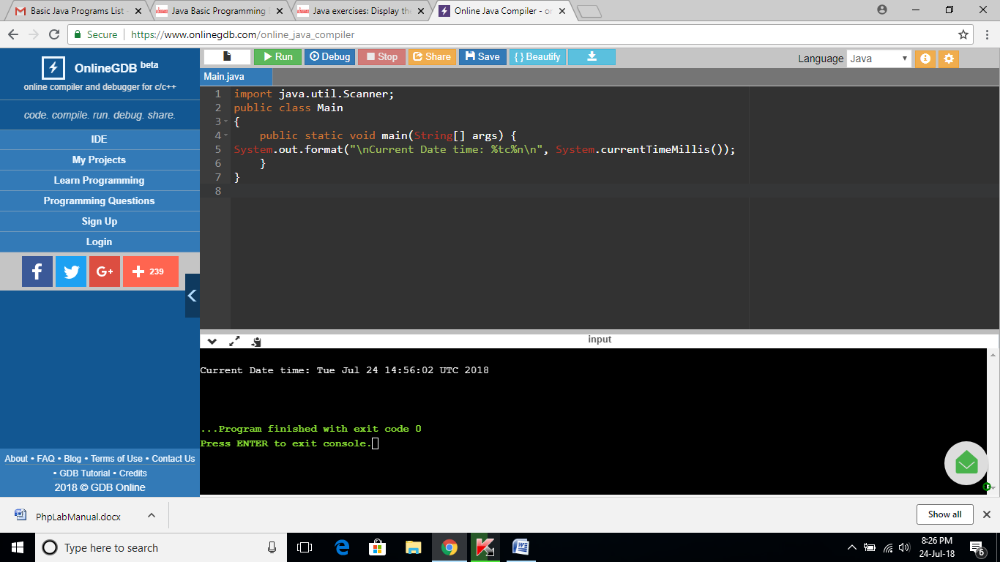 Basic Java Programs List -
Java Basic Programming
Java exercises: Display the
Online Java Compiler - on
Secure
https://www.onlinegdb.com/online_java_compiler
OnlineGDB beta
online compiler and debugger for c/c++
code. compile. run. debug. share.
IDE
My Projects
Learn Programming
Programming Questions
Sign Up
Login
f
G+
239
About • FAQ • Blog • Terms of Use • Contact Us
• GDB Tutorial • Credits
2018 © GDB Online
Run
Debug
Stop
Share
Save
{ } Beautify
Language Java
Main.java
1 import java.util.Scanner;
2 public class Main
3 {
4 public static void main(String[] args) {
5 System.out.format("\nCurrent Date time: %tc%n\n", System.currentTimeMillis());
6 }
7 }
8
input
Current Date time: Tue Jul 24 14:56:02 UTC 2018
...Program finished with exit code 0
Press ENTER to exit console.
PhpLabManual.docx
Show all
Type here to search
8:26 PM
24-Jul-18
6